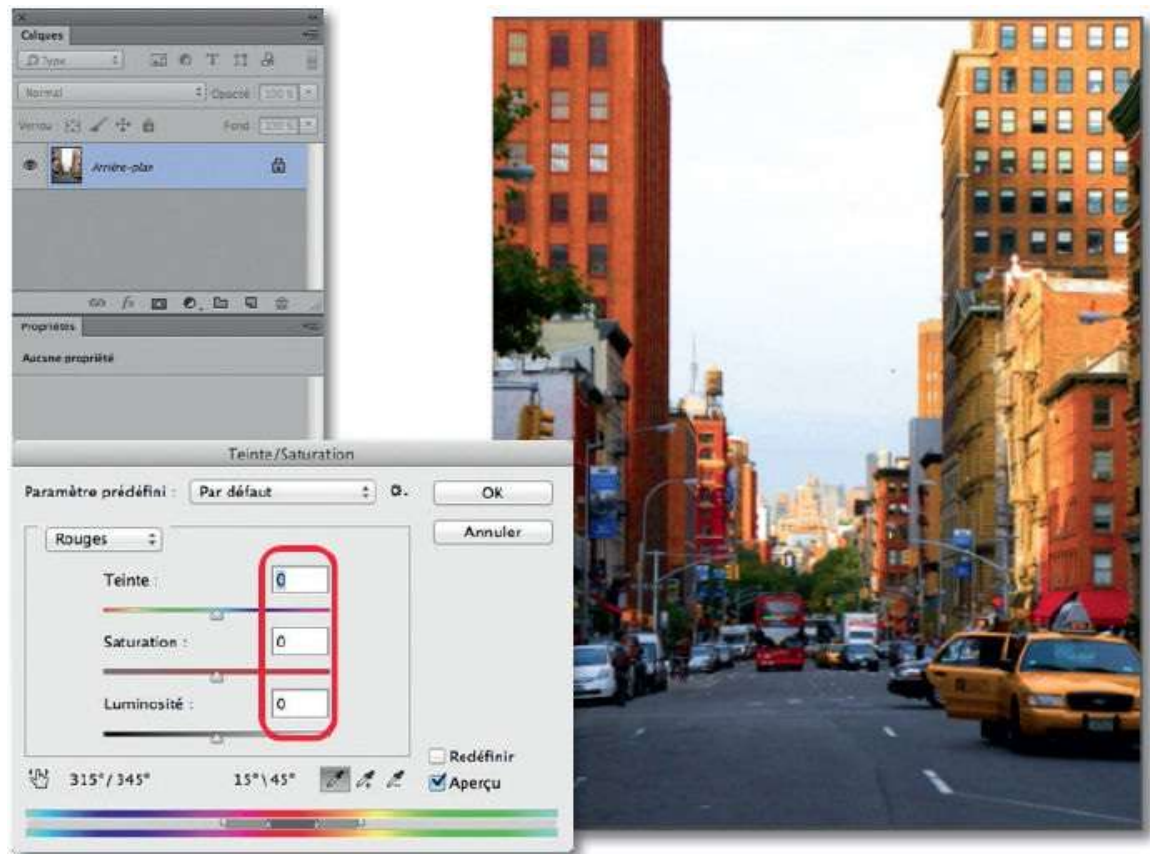 Calques
Type
Normal
Opacité : 100 %
Verrou :
Fond : 100 %
Arrière-plan
fx
Propriétés
Aucune propriété
Teinte/Saturation
Paramètre prédéfini : Par défaut
OK
Annuler
Rouges
Teinte : 0
Saturation : 0
Luminosité : 0
Redéfinir
Aperçu
315°/345° 15°\45°